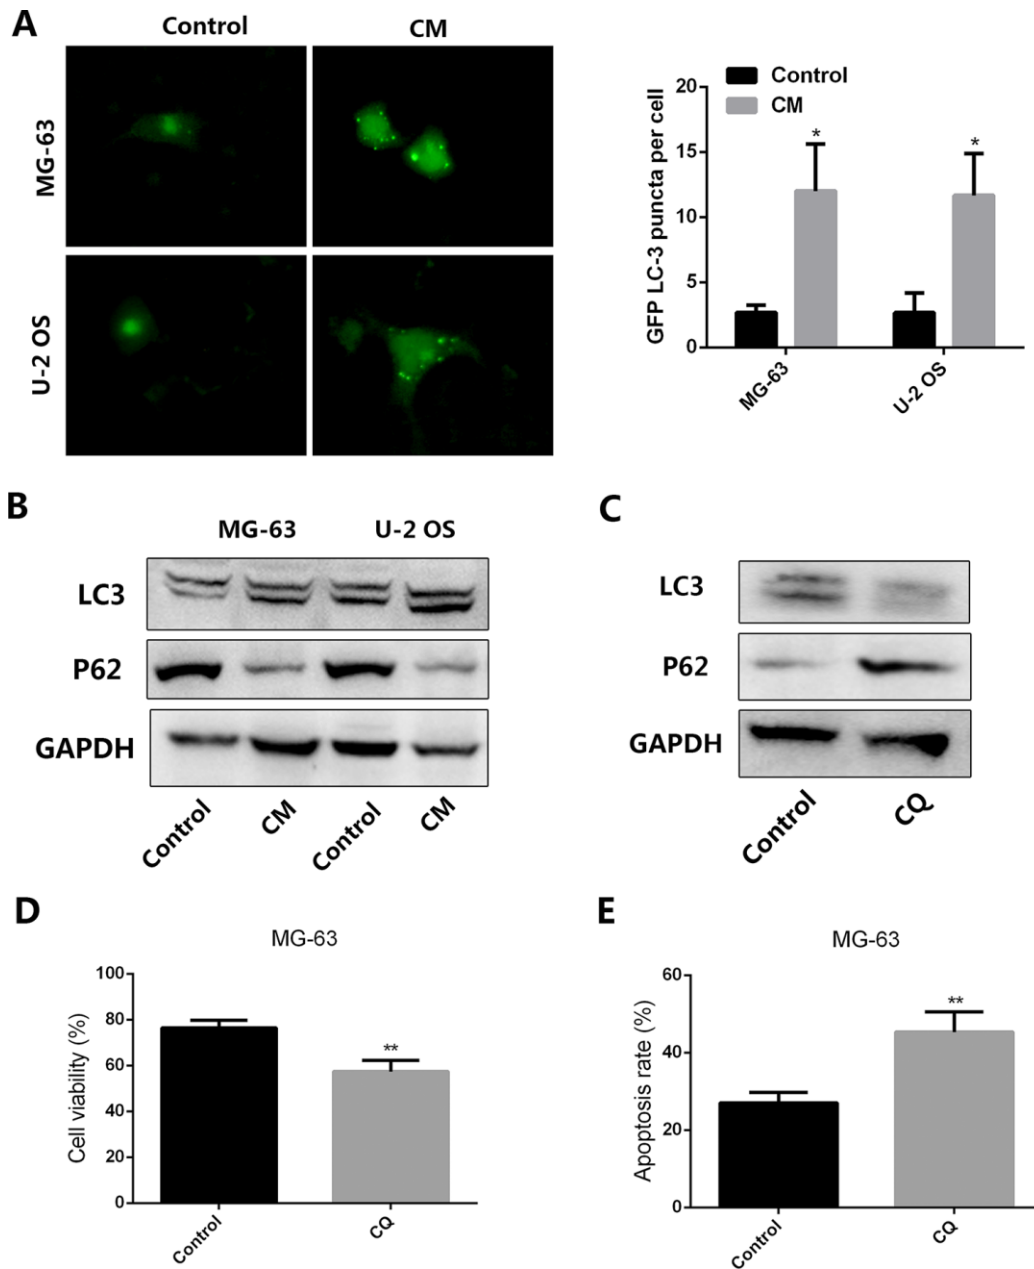 A
Control
CM
MG-63
U-2 OS
Control
CM
GFP LC-3 puncta per cell
20
15
10
5
0
*
*
MG-63
U-2 OS
B
MG-63
U-2 OS
LC3
P62
GAPDH
Control
CM
Control
CM
C
LC3
P62
GAPDH
Control
CQ
D
MG-63
Cell viability (%)
100
80
60
40
20
0
**
Control
CQ
E
MG-63
Apoptosis rate (%)
60
40
20
0
**
Control
CQ